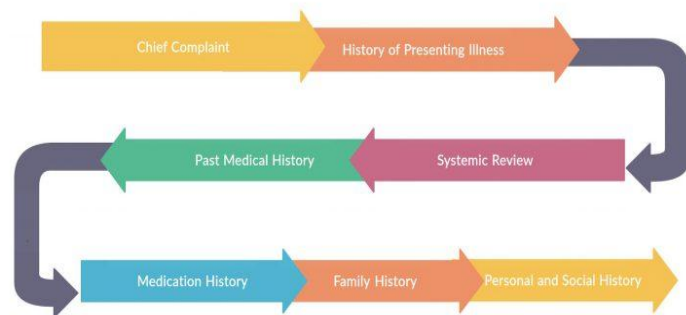 Chief Complaint
History of Presenting Illness
Systemic Review
Past Medical History
Medication History
Family History
Personal and Social History